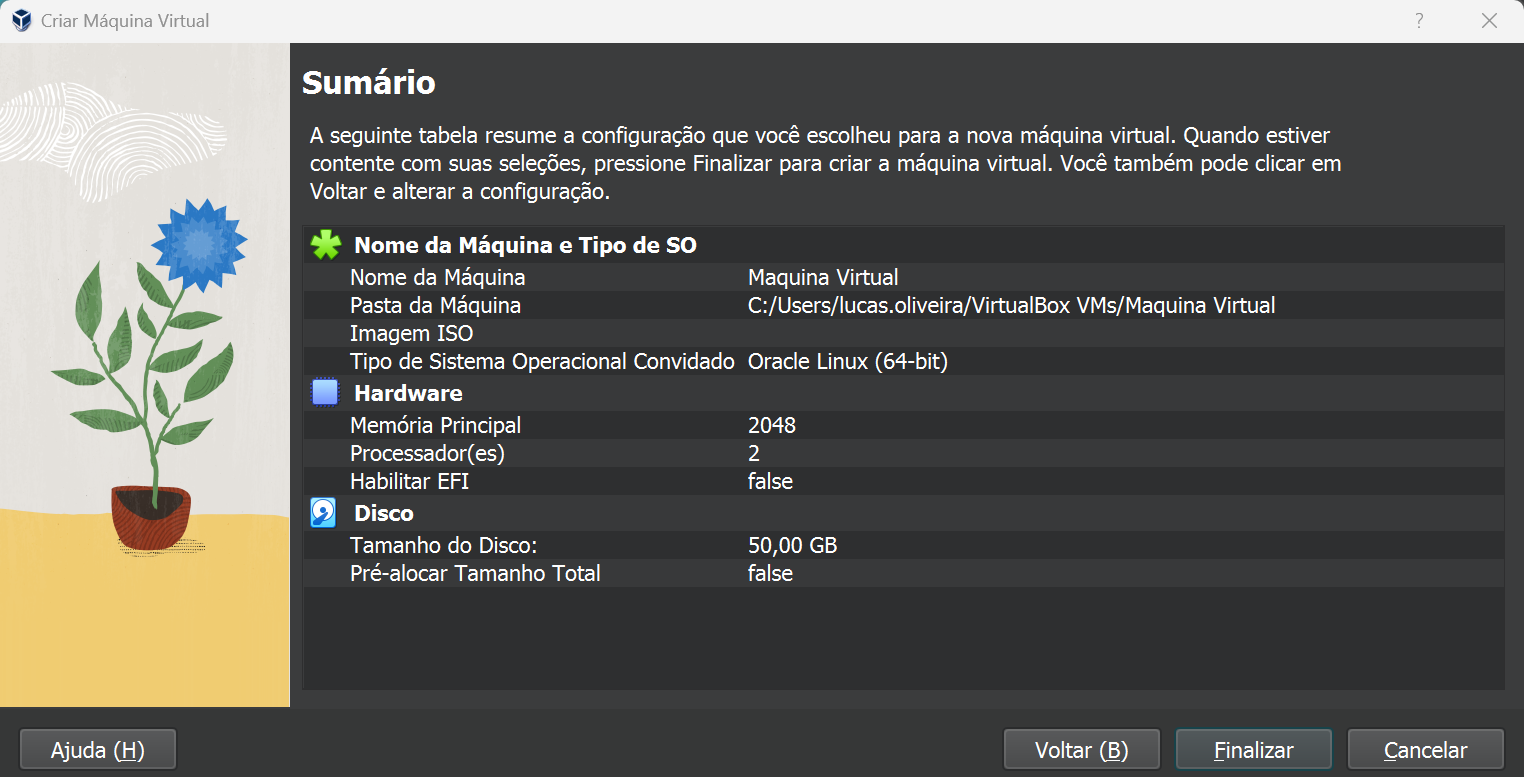 Criar Máquina Virtual
?
Sumário
A seguinte tabela resume a configuração que você escolheu para a nova máquina virtual. Quando estiver
contente com suas seleções, pressione Finalizar para criar a máquina virtual. Você também pode clicar em
Voltar e alterar a configuração.
Nome da Máquina e Tipo de SO
Nome da Máquina Maquina Virtual
Pasta da Máquina C:/Users/lucas.oliveira/VirtualBox VMs/Maquina Virtual
Imagem ISO
Tipo de Sistema Operacional Convidado Oracle Linux (64-bit)
Hardware
Memória Principal 2048
Processador(es) 2
Habilitar EFI false
Disco
Tamanho do Disco: 50,00 GB
Pré-alocar Tamanho Total false
Ajuda (H) Voltar (B) Finalizar Cancelar